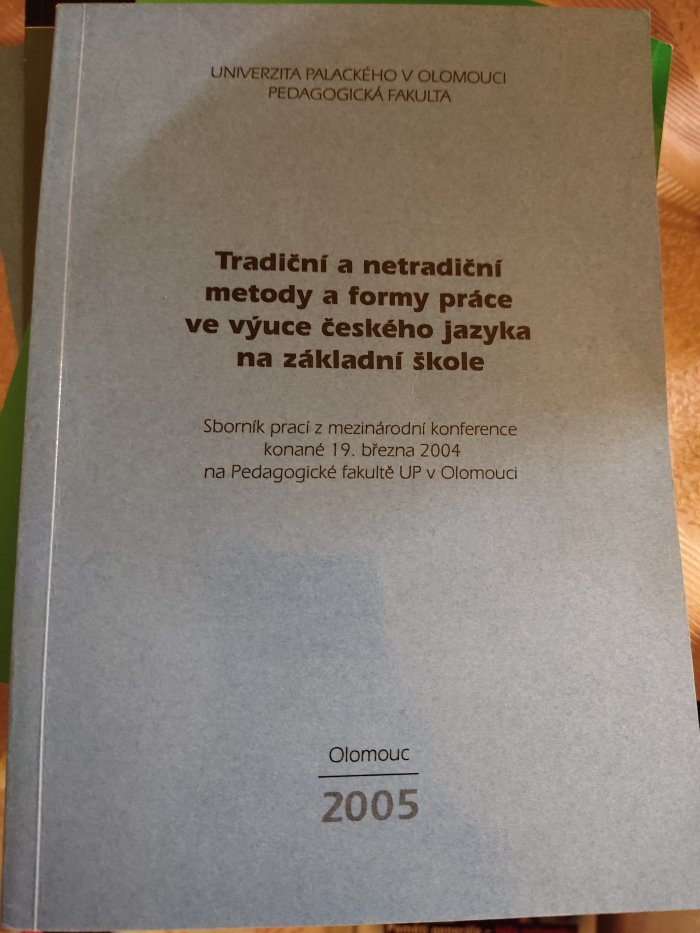 UNIVERZITA PALACKÉHO V OLOMOUCI
PEDAGOGICKÁ FAKULTA
Tradiční a netradiční
metody a formy práce
ve výuce českého jazyka
na základní škole
Sborník prací z mezinárodní konference
konané 19. března 2004
na Pedagogické fakultě UP v Olomouci
Olomouc
2005